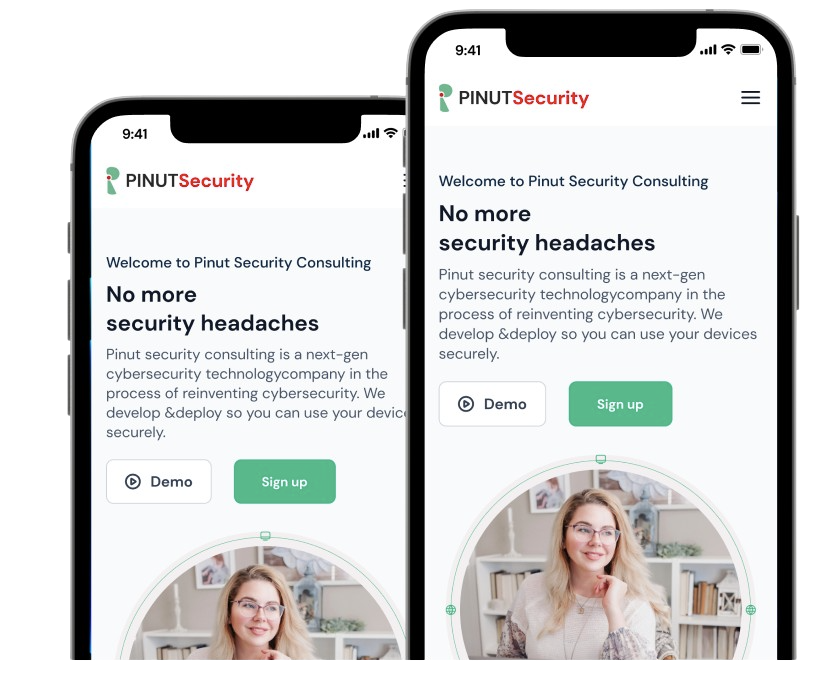 9:41
PINUTSecurity
Welcome to Pinut Security Consulting
No more
security headaches
Pinut security consulting is a next-gen
cybersecurity technologycompany in the
process of reinventing cybersecurity. We
develop &deploy so you can use your devic
securely.
Demo
Sign up
9:41
PINUTSecurity
Welcome to Pinut Security Consulting
No more
security headaches
Pinut security consulting is a next-gen
cybersecurity technologycompany in the
process of reinventing cybersecurity. We
develop &deploy so you can use your devices
securely.
Demo
Sign up